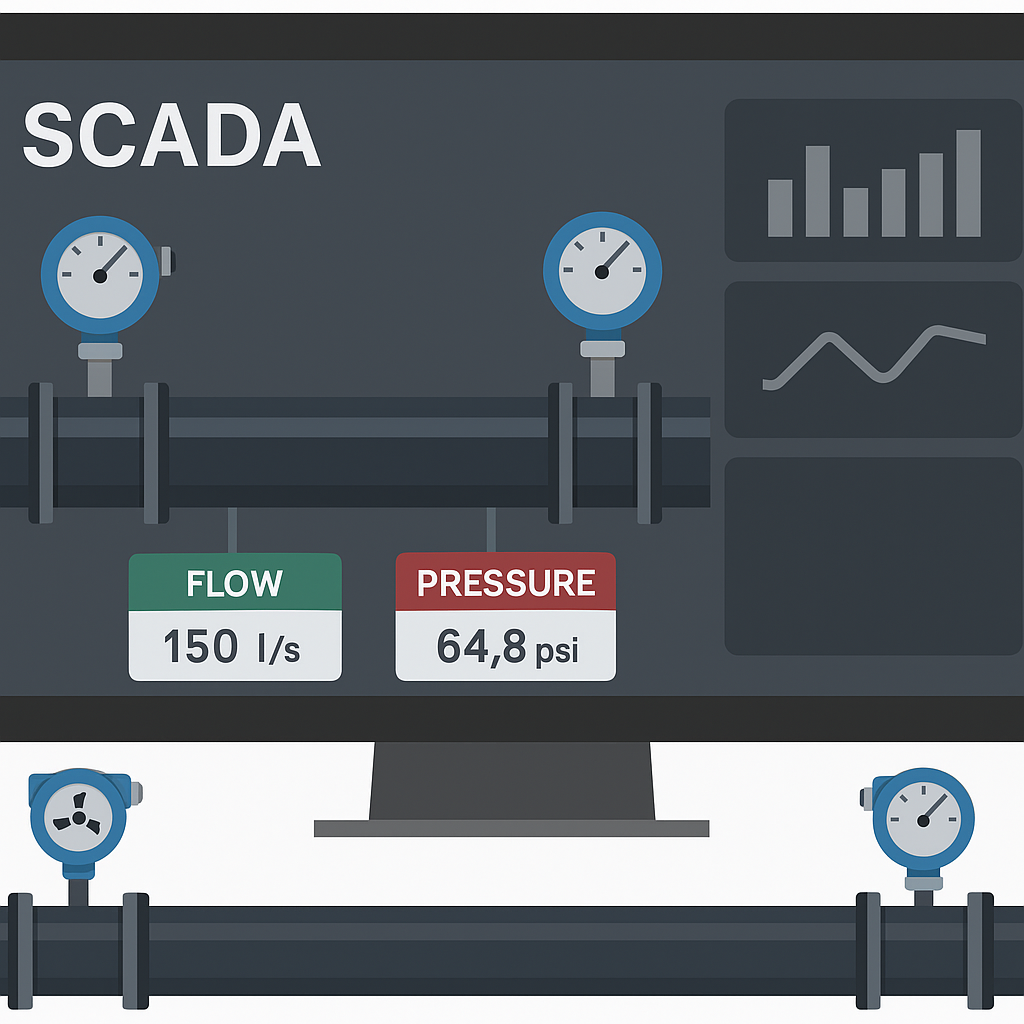 SCADA
FLOW
150 l/s
PRESSURE
64,8 psi